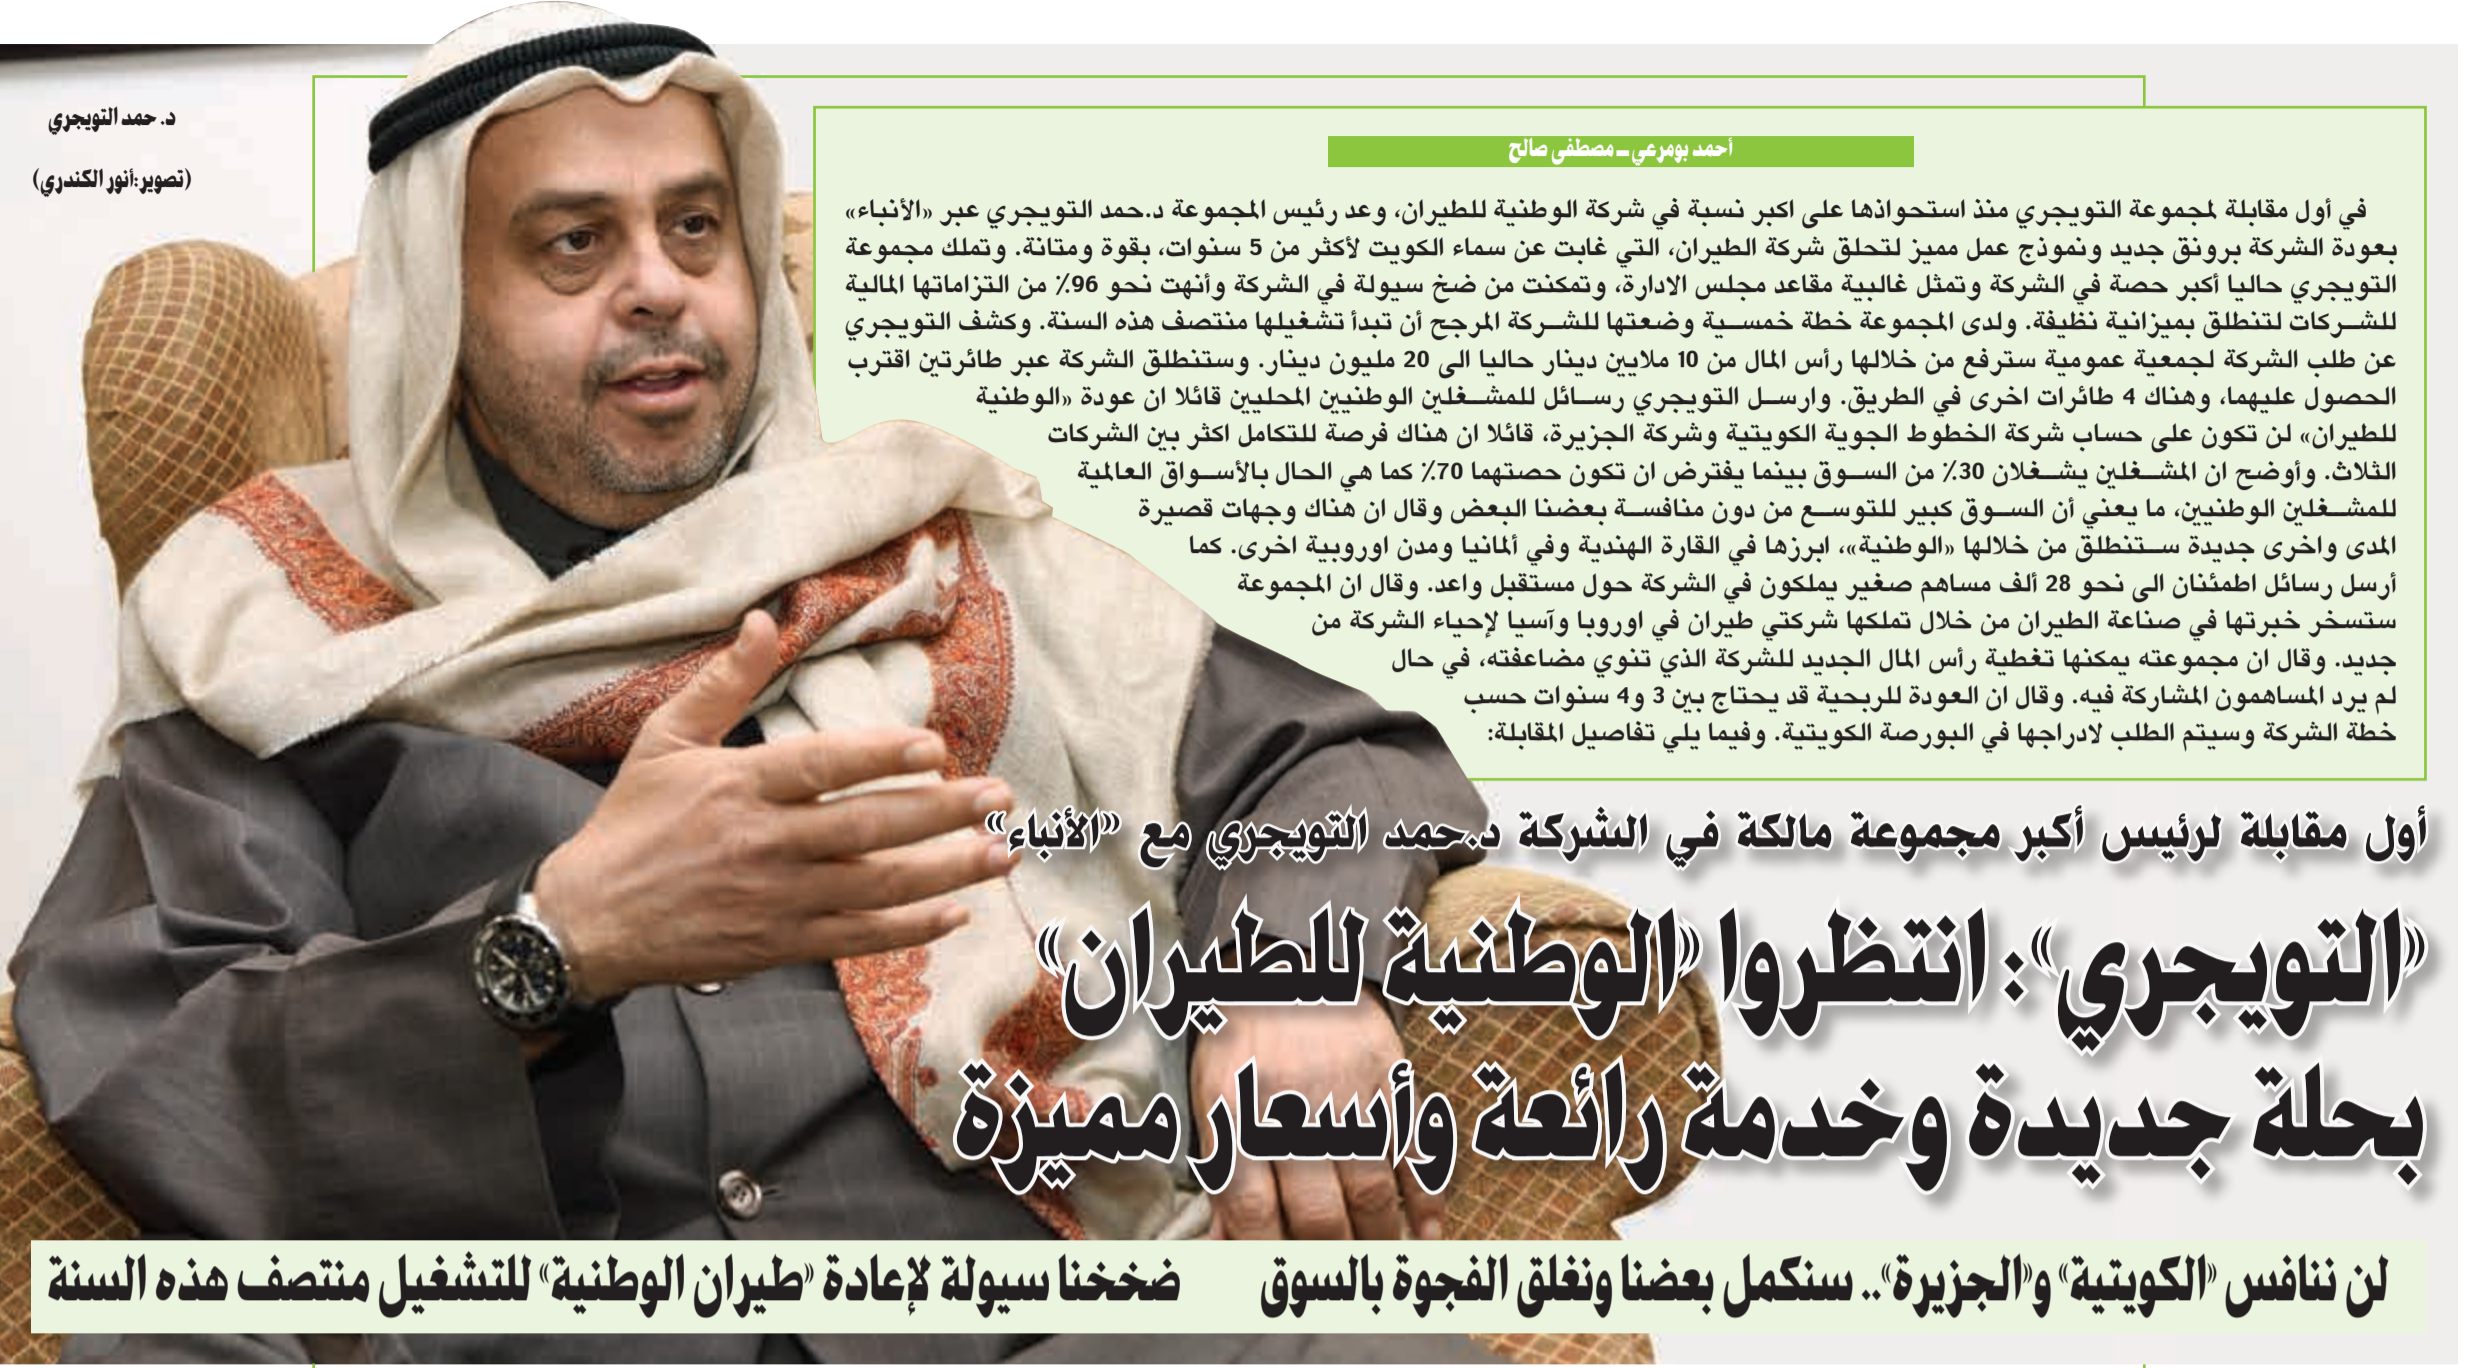 د. حمد التويجري
(تصوير:أنور الكندري)
أحمد بومرعي ـ مصطفى صالح
في أول مقابلة لمجموعة التويجري منذ استحواذها على اكبر نسبة في شركة الوطنية للطيران، وعد رئيس المجموعة د.حمد التويجري عبر «الأنباء»
بعودة الشركة برونق جديد ونموذج عمل مميز لتحلق شركة الطيران، التي غابت عن سماء الكويت لأكثر من 5 سنوات، بقوة ومتانة. وتملك مجموعة
التويجري حاليا أكبر حصة في الشركة وتمثل غالبية مقاعد مجلس الادارة، وتمكنت من ضخ سيولة في الشركة وأنهت نحو 96٪ من التزاماتها المالية
للشــركات لتنطلق بميزانية نظيفة. ولدى المجموعة خطة خمســية وضعتها للشــركة المرجح أن تبدأ تشغيلها منتصف هذه السنة. وكشف التويجري
عن طلب الشركة لجمعية عمومية سترفع من خلالها رأس المال من 10 ملايين دينار حاليا الى 20 مليون دينار. وستنطلق الشركة عبر طائرتين اقترب
الحصول عليهما، وهناك 4 طائرات اخرى في الطريق. وارســل التويجري رســائل للمشــغلين الوطنيين المحليين قائلا ان عودة «الوطنية
للطيران» لن تكون على حساب شركة الخطوط الجوية الكويتية وشركة الجزيرة، قائلا ان هناك فرصة للتكامل اكثر بين الشركات
الثلاث. وأوضح ان المشــغلين يشــغلان 30٪ من الســوق بينما يفترض ان تكون حصتهما 70٪ كما هي الحال بالأســواق العالمية
للمشــغلين الوطنيين، ما يعني أن الســوق كبير للتوســع من دون منافســة بعضنا البعض وقال ان هناك وجهات قصيرة
المدى واخرى جديدة ســتنطلق من خلالها «الوطنية»، ابرزها في القارة الهندية وفي ألمانيا ومدن اوروبية اخرى. كما
أرسل رسائل اطمئنان الى نحو 28 ألف مساهم صغير يملكون في الشركة حول مستقبل واعد. وقال ان المجموعة
ستسخر خبرتها في صناعة الطيران من خلال تملكها شركتي طيران في اوروبا وآسيا لإحياء الشركة من
جديد. وقال ان مجموعته يمكنها تغطية رأس المال الجديد للشركة الذي تنوي مضاعفته، في حال
لم يرد المساهمون المشاركة فيه. وقال ان العودة للربحية قد يحتاج بين 3 و4 سنوات حسب
خطة الشركة وسيتم الطلب لادراجها في البورصة الكويتية. وفيما يلي تفاصيل المقابلة:
أول مقابلة لرئيس أكبر مجموعة مالكة في الشركة د.حمد التويجري مع «الأنباء»
«التويجري»: انتظروا «الوطنية للطيران»
بحلة جديدة وخدمة رائعة وأسعار مميزة
لن ننافس «الكويتية» و«الجزيرة».. سنكمل بعضنا ونغلق الفجوة بالسوق
ضخخنا سيولة لإعادة «طيران الوطنية» للتشغيل منتصف هذه السنة